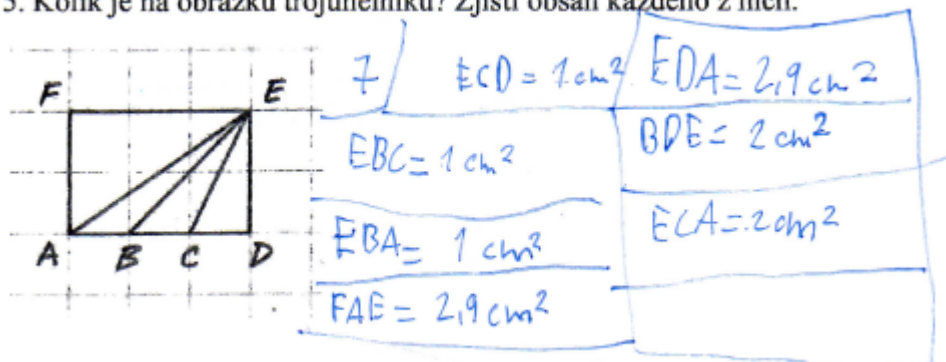 5. Kolik je na obrázku trojúhelníků? Zjisti obsah každého z nich.
F E
A B C D
7
ECD = 1 cm²
EBC = 1 cm²
EBA = 1 cm²
FAE = 2,9 cm²
EDA = 2,9 cm²
BDE = 2 cm²
ECA = 2 cm²